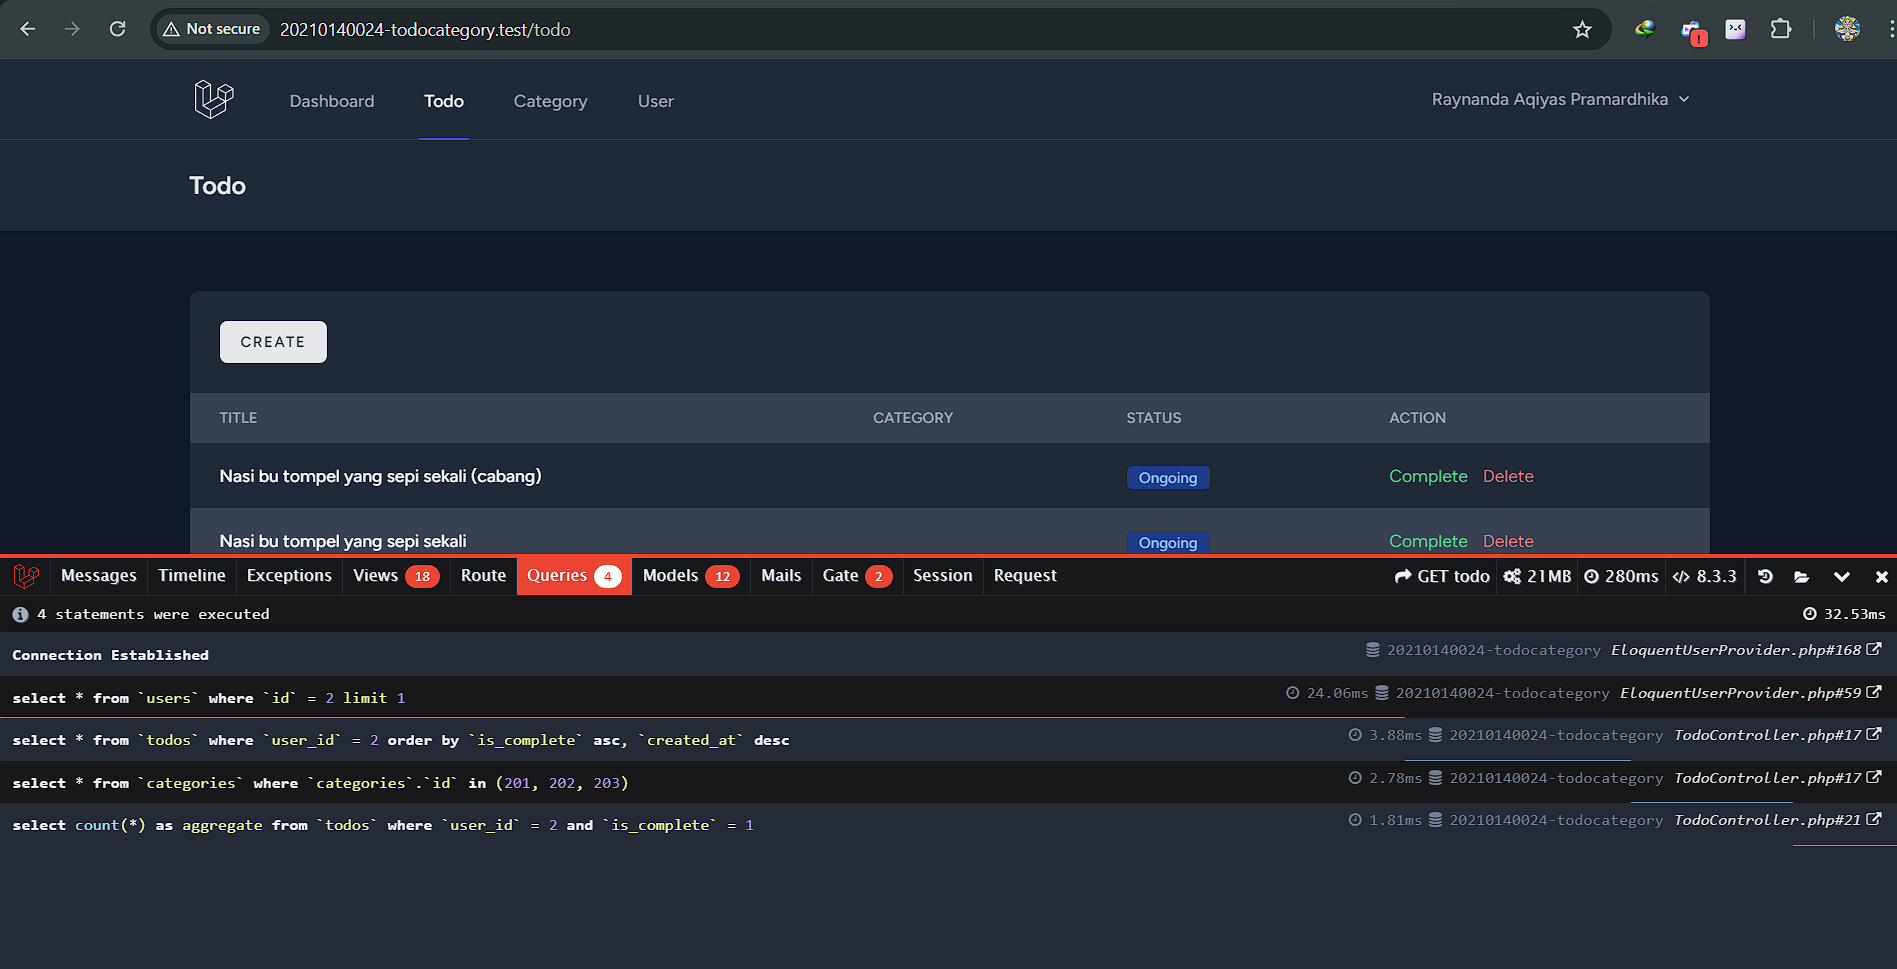 Not secure 20210140024-todocategory.test/todo
Dashboard Todo Category User Raynanda Aqiyas Pramardhika
Todo
CREATE
TITLE CATEGORY STATUS ACTION
Nasi bu tompel yang sepi sekali (cabang) Ongoing Complete Delete
Nasi bu tompel yang sepi sekali Ongoing Complete Delete
Messages Timeline Exceptions Views 18 Route Queries 4 Models 12 Mails Gate 2 Session Request GET todo 21MB 280ms 8.3.3
4 statements were executed 32.53ms
Connection Established 20210140024-todocategory EloquentUserProvider.php#168
select * from `users` where `id` = 2 limit 1 24.06ms 20210140024-todocategory EloquentUserProvider.php#59
select * from `todos` where `user_id` = 2 order by `is_complete` asc, `created_at` desc 3.88ms 20210140024-todocategory TodoController.php#17
select * from `categories` where `categories`.`id` in (201, 202, 203) 2.78ms 20210140024-todocategory TodoController.php#17
select count(*) as aggregate from `todos` where `user_id` = 2 and `is_complete` = 1 1.81ms 20210140024-todocategory TodoController.php#21